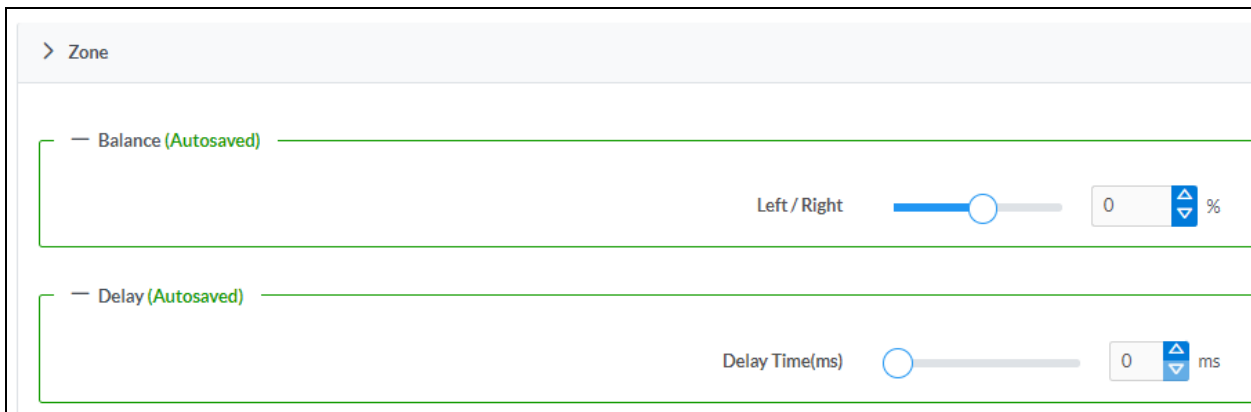 Zone
Balance (Autosaved)
Left / Right 0 %
Delay (Autosaved)
Delay Time(ms) 0 ms